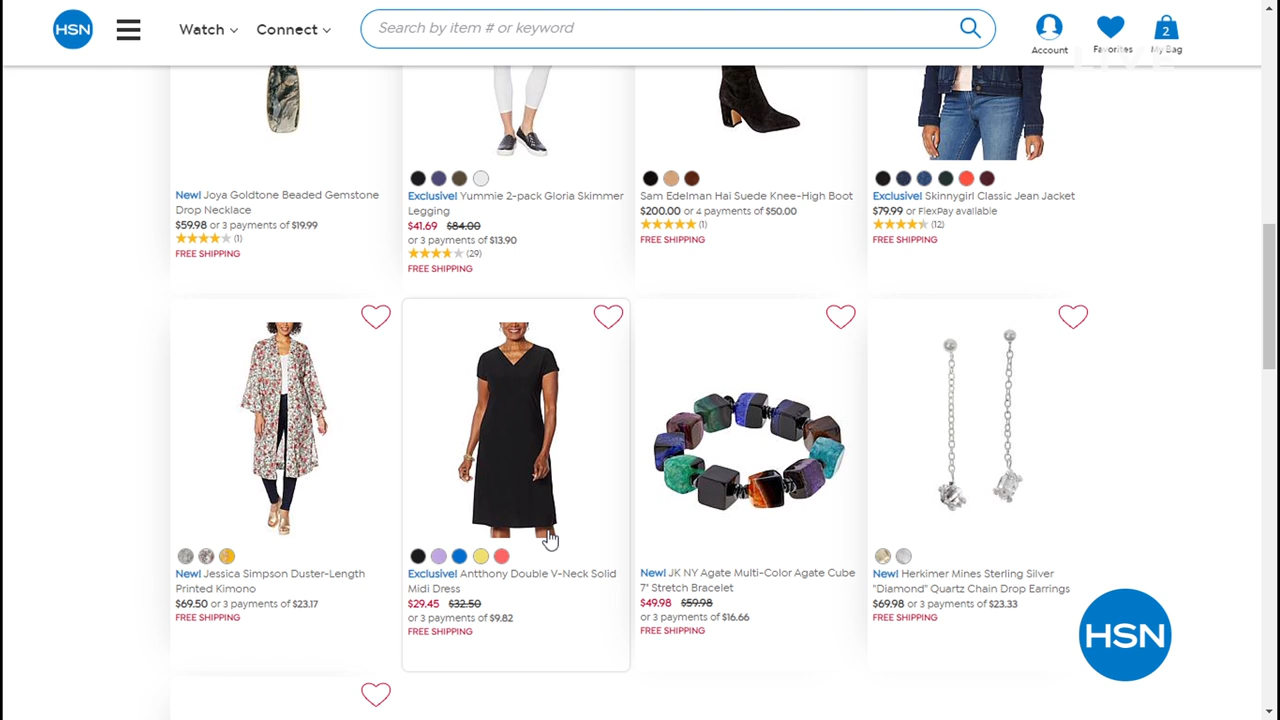 HSN
Watch
Connect
Search by item # or keyword
Account
Favorites
2
My Bag
LIVE
New! Joya Goldtone Beaded Gemstone
Drop Necklace
$59.98 or 3 payments of $19.99
(1)
FREE SHIPPING
Exclusive! Yummie 2-pack Gloria Skimmer
Legging
$41.69 $84.00
or 3 payments of $13.90
(29)
FREE SHIPPING
Sam Edelman Hai Suede Knee-High Boot
$200.00 or 4 payments of $50.00
(1)
FREE SHIPPING
Exclusive! Skinnygirl Classic Jean Jacket
$79.99 or FlexPay available
(12)
FREE SHIPPING
New! Jessica Simpson Duster-Length
Printed Kimono
$69.50 or 3 payments of $23.17
FREE SHIPPING
Exclusive! Antthony Double V-Neck Solid
Midi Dress
$29.45 $32.50
or 3 payments of $9.82
FREE SHIPPING
New! JK NY Agate Multi-Color Agate Cube
7" Stretch Bracelet
$49.98 $59.98
or 3 payments of $16.66
FREE SHIPPING
New! Herkimer Mines Sterling Silver
"Diamond" Quartz Chain Drop Earrings
$69.98 or 3 payments of $23.33
FREE SHIPPING
HSN